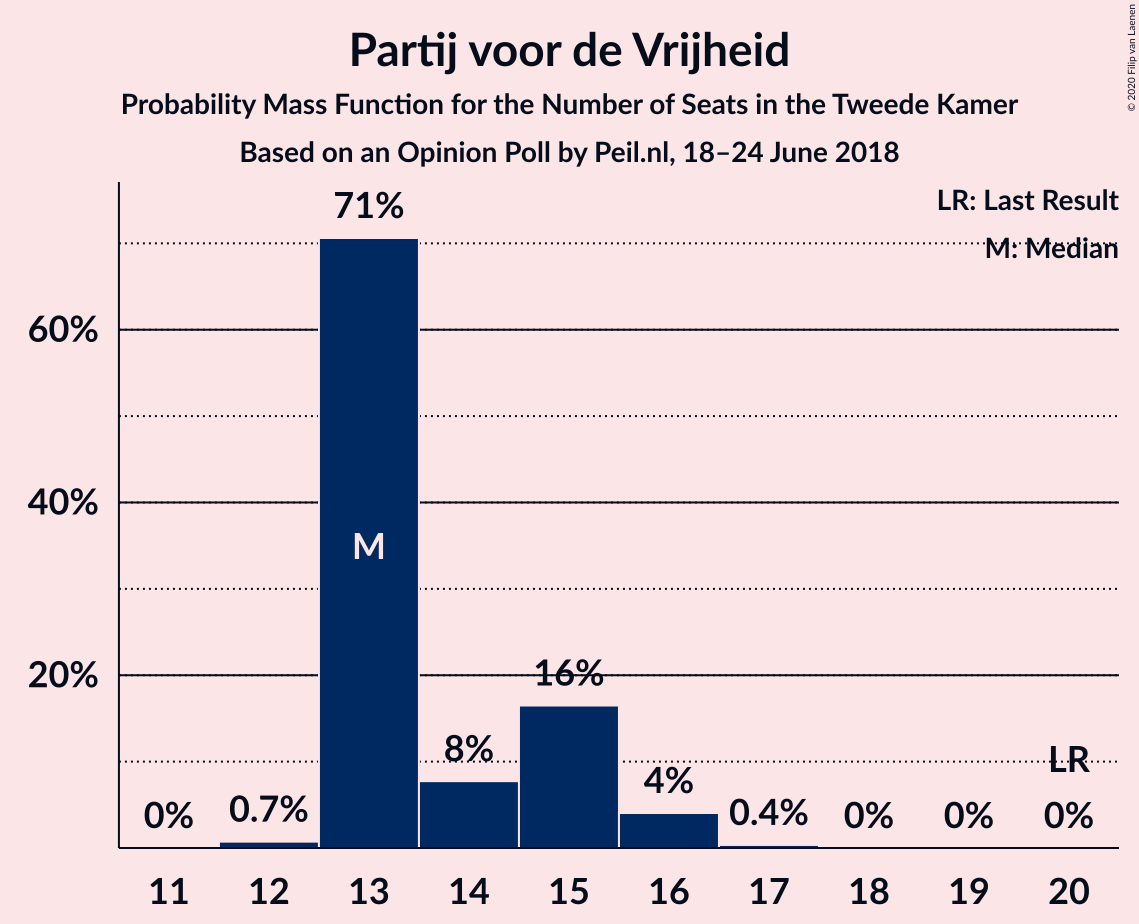 Partij voor de Vrijheid
Probability Mass Function for the Number of Seats in the Tweede Kamer
Based on an Opinion Poll by Peil.nl, 18–24 June 2018
© 2020 Filip van Laenen
LR: Last Result
M: Median
60%
40%
20%
0%
0.7%
71%
M
8%
16%
4%
0.4%
0%
0%
LR
0%
11 12 13 14 15 16 17 18 19 20